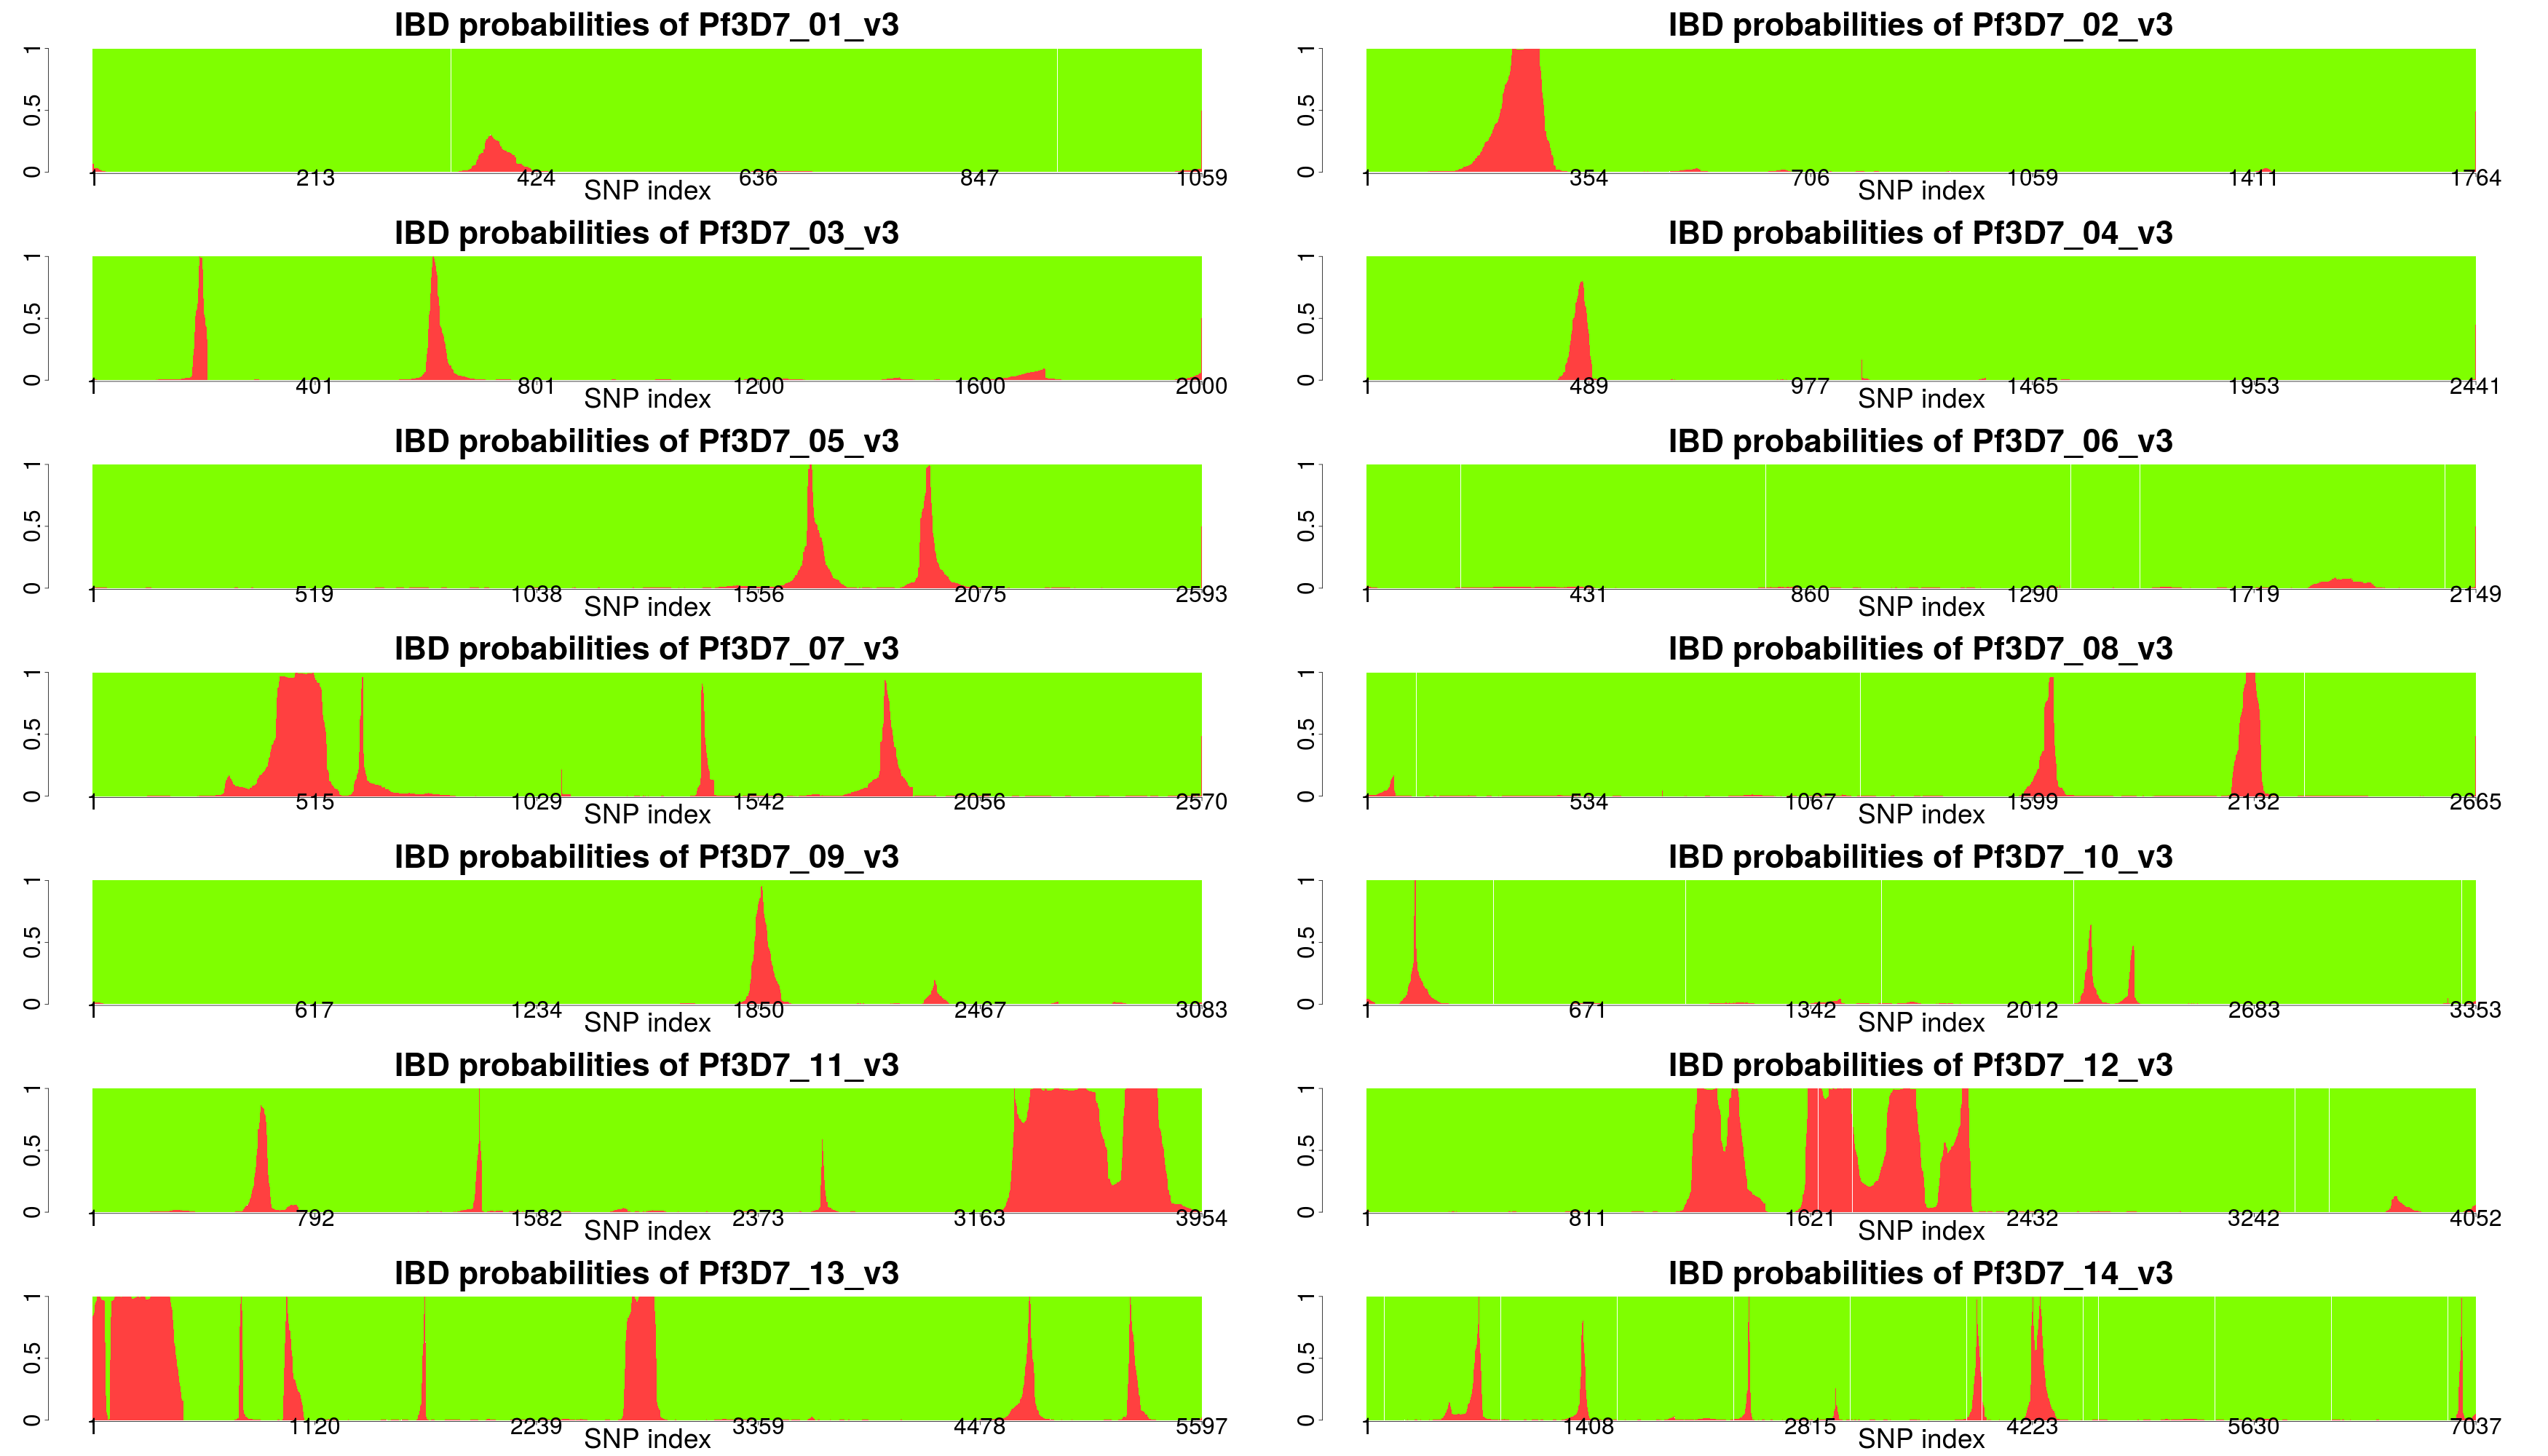 IBD probabilities of Pf3D7_01_v3
0 0.5 1
1 213 424 636 847 1059
SNP index
IBD probabilities of Pf3D7_02_v3
0 0.5 1
1 354 706 1059 1411 1764
SNP index
IBD probabilities of Pf3D7_03_v3
0 0.5 1
1 401 801 1200 1600 2000
SNP index
IBD probabilities of Pf3D7_04_v3
0 0.5 1
1 489 977 1465 1953 2441
SNP index
IBD probabilities of Pf3D7_05_v3
0 0.5 1
1 519 1038 1556 2075 2593
SNP index
IBD probabilities of Pf3D7_06_v3
0 0.5 1
1 431 860 1290 1719 2149
SNP index
IBD probabilities of Pf3D7_07_v3
0 0.5 1
1 515 1029 1542 2056 2570
SNP index
IBD probabilities of Pf3D7_08_v3
0 0.5 1
1 534 1067 1599 2132 2665
SNP index
IBD probabilities of Pf3D7_09_v3
0 0.5 1
1 617 1234 1850 2467 3083
SNP index
IBD probabilities of Pf3D7_10_v3
0 0.5 1
1 671 1342 2012 2683 3353
SNP index
IBD probabilities of Pf3D7_11_v3
0 0.5 1
1 792 1582 2373 3163 3954
SNP index
IBD probabilities of Pf3D7_12_v3
0 0.5 1
1 811 1621 2432 3242 4052
SNP index
IBD probabilities of Pf3D7_13_v3
0 0.5 1
1 1120 2239 3359 4478 5597
SNP index
IBD probabilities of Pf3D7_14_v3
0 0.5 1
1 1408 2815 4223 5630 7037
SNP index